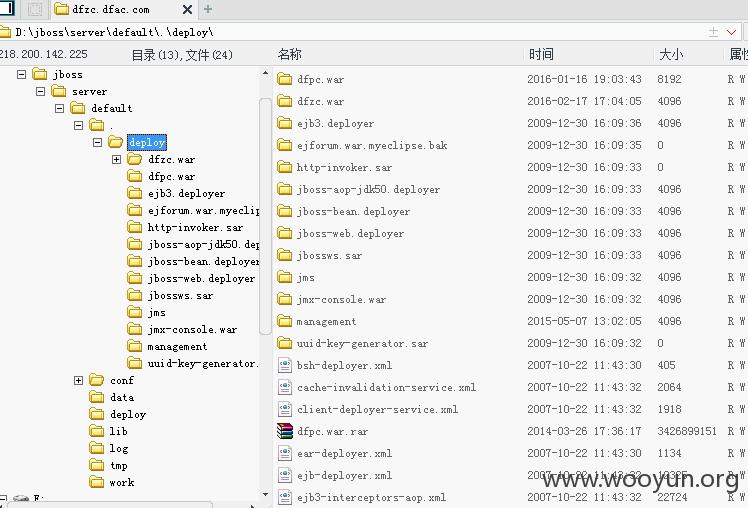 dfzc.dfac.com
D:\jboss\server\default\.\deploy\
218.200.142.225 目录(13),文件(24) 名称 时间 大小
jboss
server
default
.
deploy
dfzc.war
dfpc.war
ejb3.deployer
ejforum.war.myeclip
http-invoker.sar
jboss-aop-jdk50.dep
jboss-bean.deployer
jboss-web.deployer
jbossws.sar
jms
jmx-console.war
management
uuid-key-generator.
conf
data
deploy
lib
log
tmp
work
E:
dfpc.war 2016-01-16 19:03:43 8192 R W
dfzc.war 2016-02-17 17:04:05 4096 R W
ejb3.deployer 2009-12-30 16:09:36 4096 R W
ejforum.war.myeclipse.bak 2009-12-30 16:09:35 0 R W
http-invoker.sar 2009-12-30 16:09:33 0 R W
jboss-aop-jdk50.deployer 2009-12-30 16:09:33 4096 R W
jboss-bean.deployer 2009-12-30 16:09:33 4096 R W
jboss-web.deployer 2009-12-30 16:09:33 4096 R W
jbossws.sar 2009-12-30 16:09:32 4096 R W
jms 2009-12-30 16:09:33 4096 R W
jmx-console.war 2009-12-30 16:09:32 4096 R W
management 2015-05-07 13:02:05 4096 R W
uuid-key-generator.sar 2009-12-30 16:09:32 0 R W
bsh-deployer.xml 2007-10-22 11:43:30 405 R W
cache-invalidation-service.xml 2007-10-22 11:43:32 2064 R W
client-deployer-service.xml 2007-10-22 11:43:32 1918 R W
dfpc.war.rar 2014-03-26 17:36:17 3426899151 R W
ear-deployer.xml 2007-10-22 11:43:30 1134 R W
ejb-deployer.xml 2007-10-22 11:43:32 R W
ejb3-interceptors-aop.xml 2007-10-22 11:43:32 22724 R W
www.wooyun.org